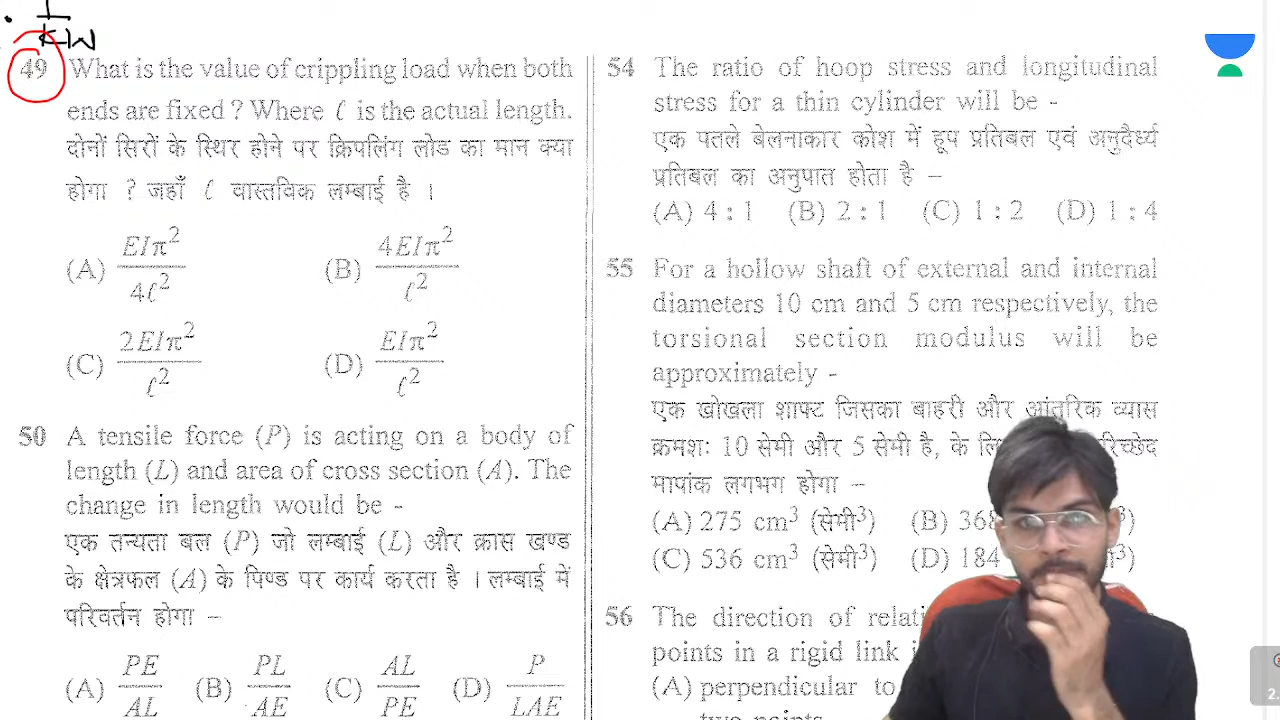 1
KW
49 What is the value of crippling load when both
ends are fixed ? Where ℓ is the actual length.
दोनों सिरों के स्थिर होने पर क्रिपलिंग लोड का मान क्या
होगा ? जहाँ ℓ वास्तविक लम्बाई है ।
(A) EIπ²/4ℓ² (B) 4EIπ²/ℓ²
(C) 2EIπ²/ℓ² (D) EIπ²/ℓ²
50 A tensile force (P) is acting on a body of
length (L) and area of cross section (A). The
change in length would be -
एक तन्यता बल (P) जो लम्बाई (L) और क्रास खण्ड
के क्षेत्रफल (A) के पिण्ड पर कार्य करता है । लम्बाई में
परिवर्तन होगा –
(A) PE/AL (B) PL/AE (C) AL/PE (D) P/LAE
54 The ratio of hoop stress and longitudinal
stress for a thin cylinder will be -
एक पतले बेलनाकार कोश में हूप प्रतिबल एवं अनुदैर्ध्य
प्रतिबल का अनुपात होता है –
(A) 4 : 1 (B) 2 : 1 (C) 1 : 2 (D) 1 : 4
55 For a hollow shaft of external and internal
diameters 10 cm and 5 cm respectively, the
torsional section modulus will be
approximately -
एक खोखला शाफ्ट जिसका बाहरी और आंतरिक व्यास
क्रमशः 10 सेमी और 5 सेमी है, के
मापांक लगभग होगा –
(A) 275 cm³ (सेमी³) (B) 368
(C) 536 cm³ (सेमी³) (D) 184
56 The direction of
points in a rigid link
(A) perpendicular to
two points
2.